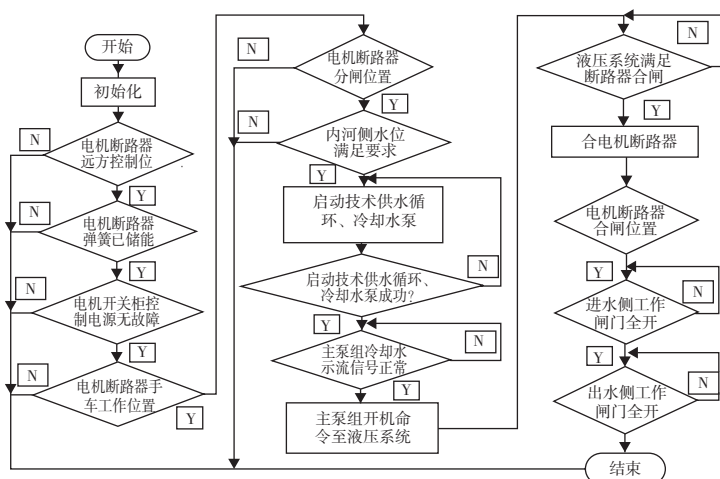 开始
初始化
N
电机断路器
远方控制位
Y
N
电机断路器
弹簧已储能
Y
N
电机开关柜控
制电源无故障
Y
N
电机断路器手
车工作位置
Y
N
电机断路器
分闸位置
Y
N
内河侧水位
满足要求
Y
启动技术供水循
环、冷却水泵
启动技术供水循环、
冷却水泵成功?
N
Y
主泵组冷却水
示流信号正常
N
Y
主泵组开机命
令至液压系统
N
液压系统满足
断路器合闸
Y
合电机断路器
电机断路器
合闸位置
Y
N
进水侧工作
闸门全开
Y
N
出水侧工作
闸门全开
结束